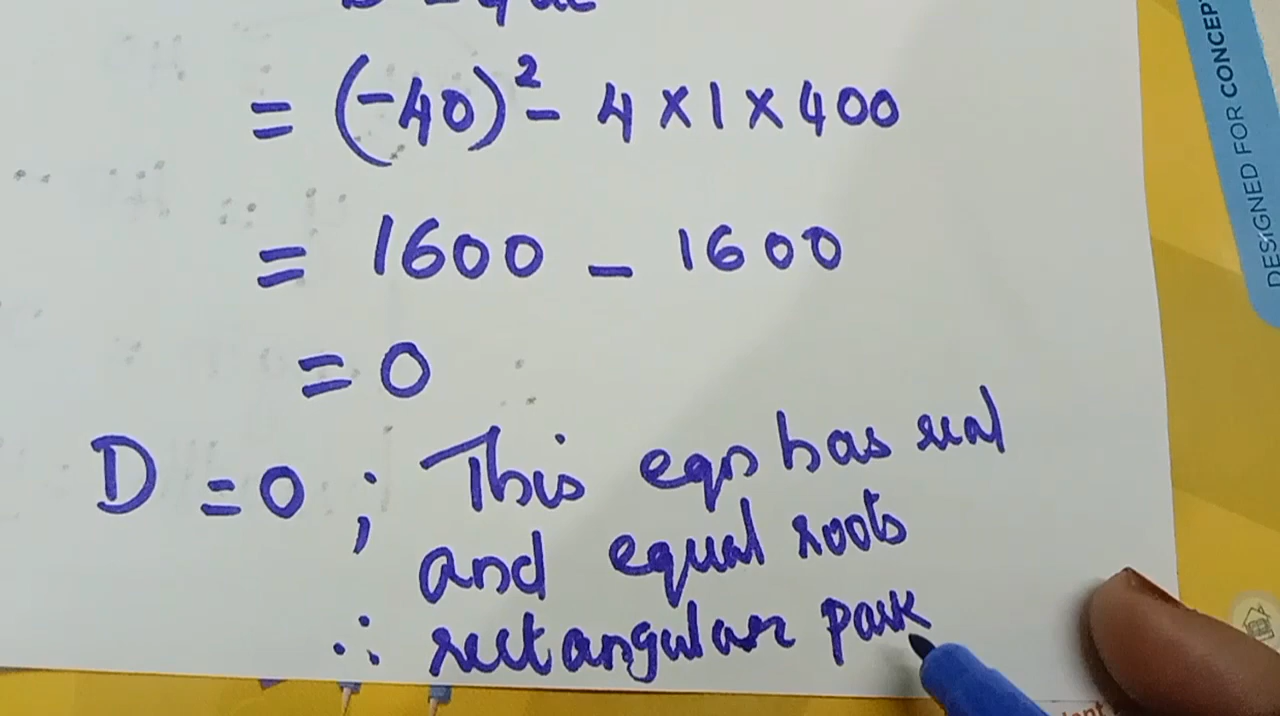 = (-40)² - 4 × 1 × 400
= 1600 - 1600
= 0
D = 0 ; This eqn has real
and equal roots
∴ rectangular park
DESIGNED FOR CONCEP